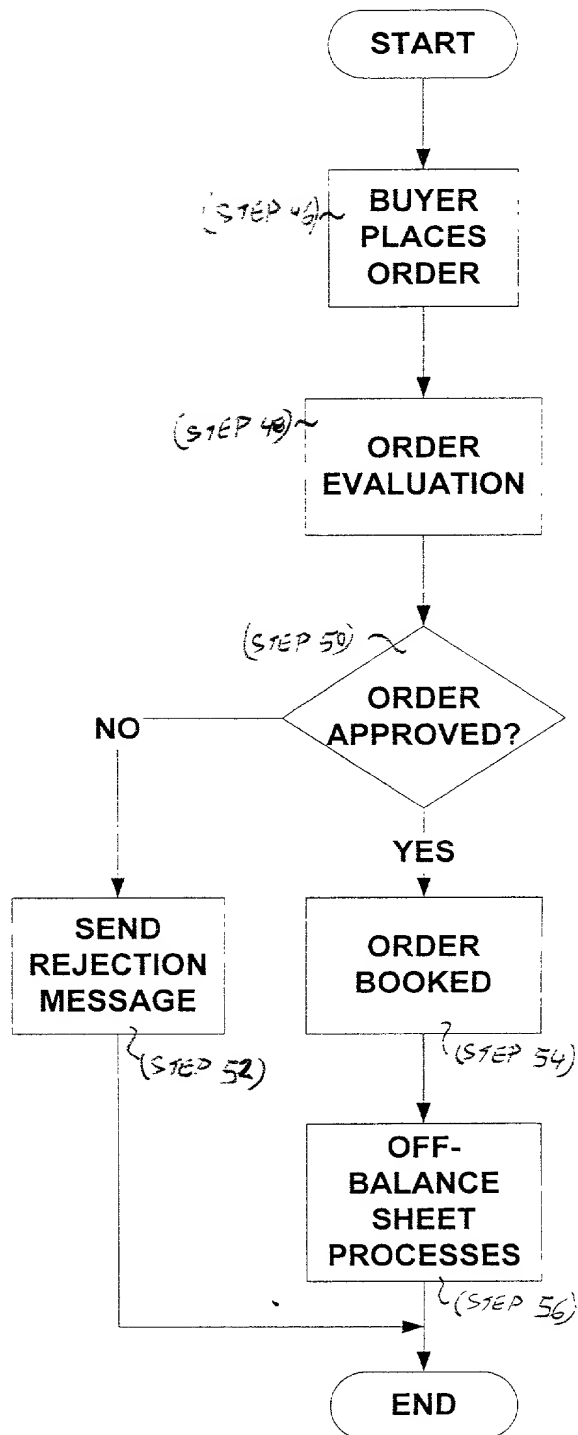 START
(STEP 46)~
BUYER
PLACES
ORDER
(STEP 48)~
ORDER
EVALUATION
(STEP 50)
ORDER
APPROVED?
NO
YES
SEND
REJECTION
MESSAGE
(STEP 52)
ORDER
BOOKED
(STEP 54)
OFF-
BALANCE
SHEET
PROCESSES
(STEP 56)
END